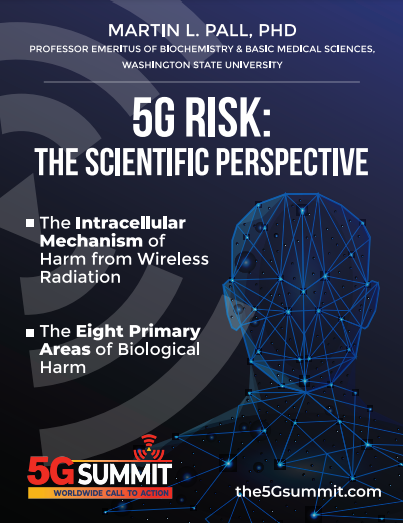 MARTIN L. PALL, PHD
PROFESSOR EMERITUS OF BIOCHEMISTRY & BASIC MEDICAL SCIENCES,
WASHINGTON STATE UNIVERSITY
5G RISK:
THE SCIENTIFIC PERSPECTIVE
The Intracellular
Mechanism of
Harm from Wireless
Radiation
The Eight Primary
Areas of Biological
Harm
5G SUMMIT
WORLDWIDE CALL TO ACTION
the5Gsummit.com